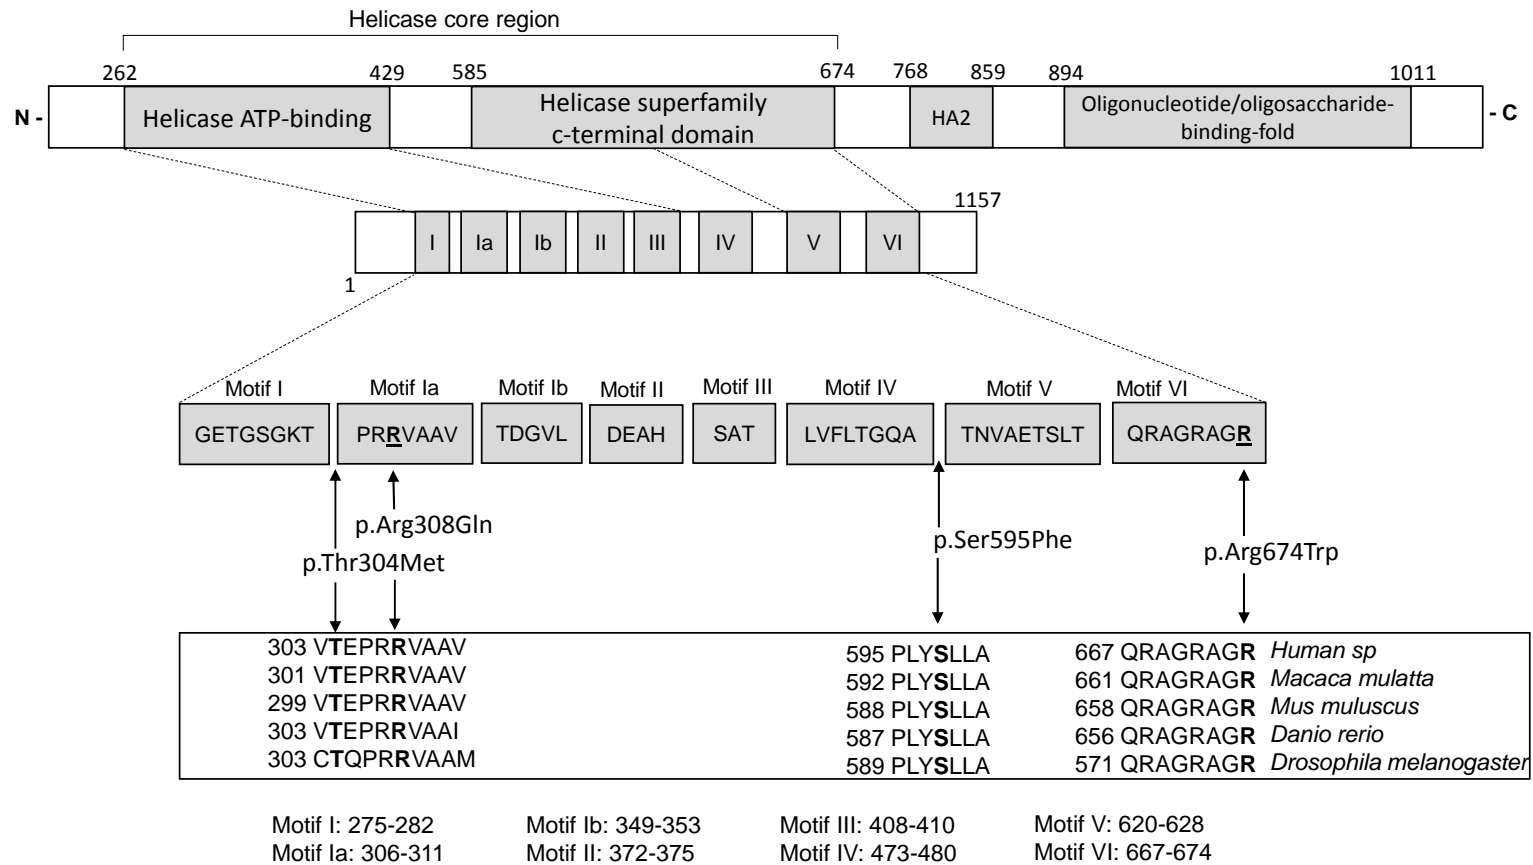 Helicase core region
262 429 585 674 768 859 894 1011
N - Helicase ATP-binding Helicase superfamily c-terminal domain HA2 Oligonucleotide/oligosaccharide-binding-fold - C
1157
I Ia Ib II III IV V VI
1
Motif I Motif Ia Motif Ib Motif II Motif III Motif IV Motif V Motif VI
GETGSGKT PRRVAAV TDGVL DEAH SAT LVFLTGQA TNVAETSLT QRAGRAGR
p.Arg308Gln
p.Thr304Met
p.Ser595Phe
p.Arg674Trp
303 VTEPRRVAAV 595 PLYSLLA 667 QRAGRAGR Human sp
301 VTEPRRVAAV 592 PLYSLLA 661 QRAGRAGR Macaca mulatta
299 VTEPRRVAAV 588 PLYSLLA 658 QRAGRAGR Mus muluscus
303 VTEPRRVAAI 587 PLYSLLA 656 QRAGRAGR Danio rerio
303 CTQPRRVAAM 589 PLYSLLA 571 QRAGRAGR Drosophila melanogaster
Motif I: 275-282 Motif Ib: 349-353 Motif III: 408-410 Motif V: 620-628
Motif Ia: 306-311 Motif II: 372-375 Motif IV: 473-480 Motif VI: 667-674